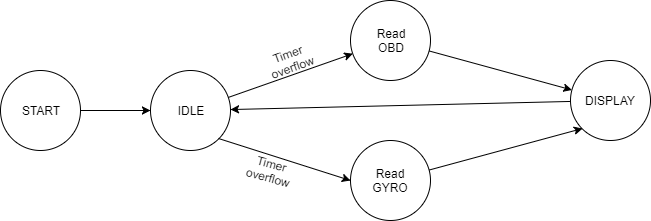 START
IDLE
Timer
overflow
Read
OBD
Timer
overflow
Read
GYRO
DISPLAY